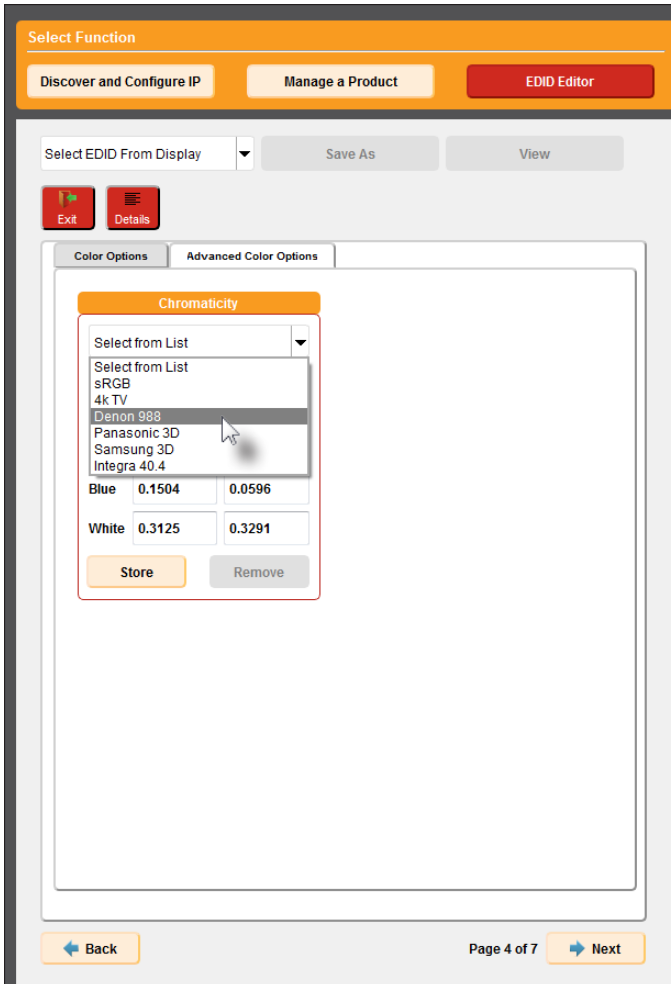 Select Function
Discover and Configure IP Manage a Product EDID Editor
Select EDID From Display Save As View
Exit Details
Color Options Advanced Color Options
Chromaticity
Select from List
Select from List
sRGB
4k TV
Denon 988
Panasonic 3D
Samsung 3D
Integra 40.4
Blue 0.1504 0.0596
White 0.3125 0.3291
Store Remove
Back Page 4 of 7 Next